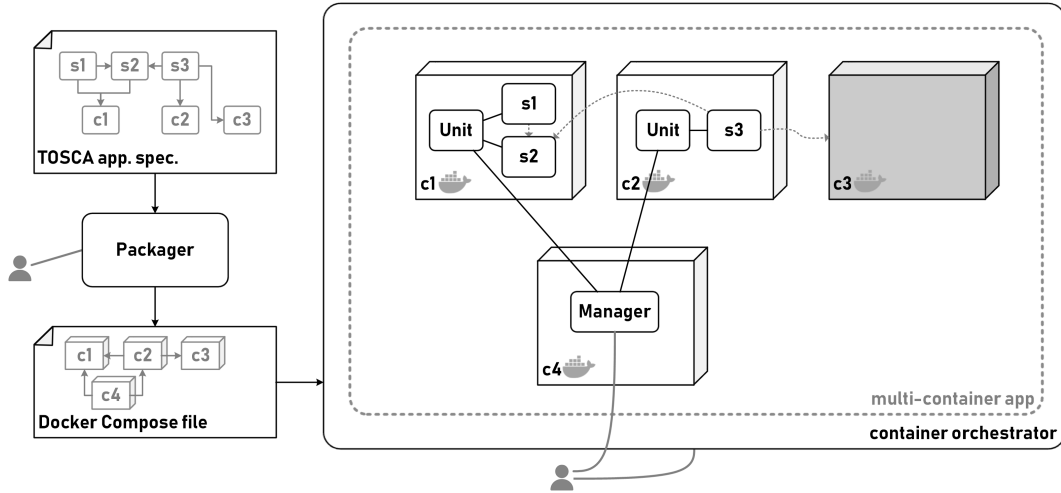 s1
s2
s3
c1
c2
c3
TOSCA app. spec.
Packager
c1
c2
c3
c4
Docker Compose file
Unit
s1
s2
c1
Unit
s3
c2
c3
Manager
c4
multi-container app
container orchestrator